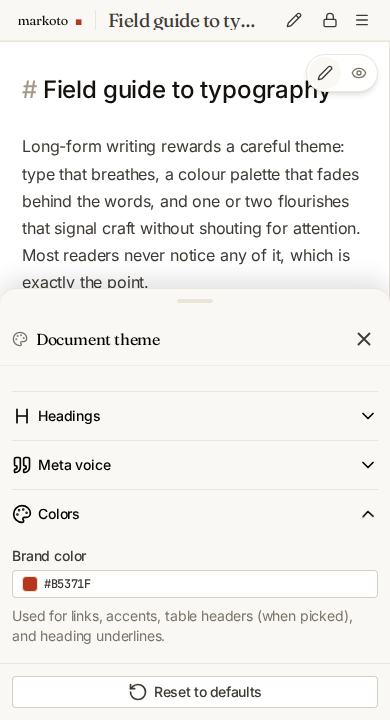 markoto
Field guide to ty...
# Field guide to typography
Long-form writing rewards a careful theme:
type that breathes, a colour palette that fades
behind the words, and one or two flourishes
that signal craft without shouting for attention.
Most readers never notice any of it, which is
exactly the point.
Document theme
Headings
Meta voice
Colors
Brand color
#B5371F
Used for links, accents, table headers (when picked),
and heading underlines.
Reset to defaults